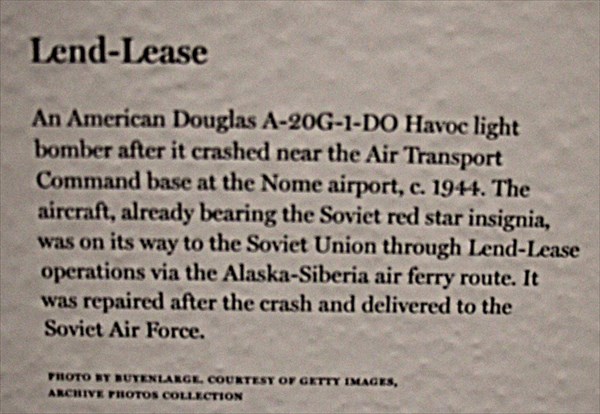 Lend-Lease
An American Douglas A-20G-1-DO Havoc light
bomber after it crashed near the Air Transport
Command base at the Nome airport, c. 1944. The
aircraft, already bearing the Soviet red star insignia,
was on its way to the Soviet Union through Lend-Lease
operations via the Alaska-Siberia air ferry route. It
was repaired after the crash and delivered to the
Soviet Air Force.
PHOTO BY BUYENLARGE. COURTESY OF GETTY IMAGES,
ARCHIVE PHOTOS COLLECTION